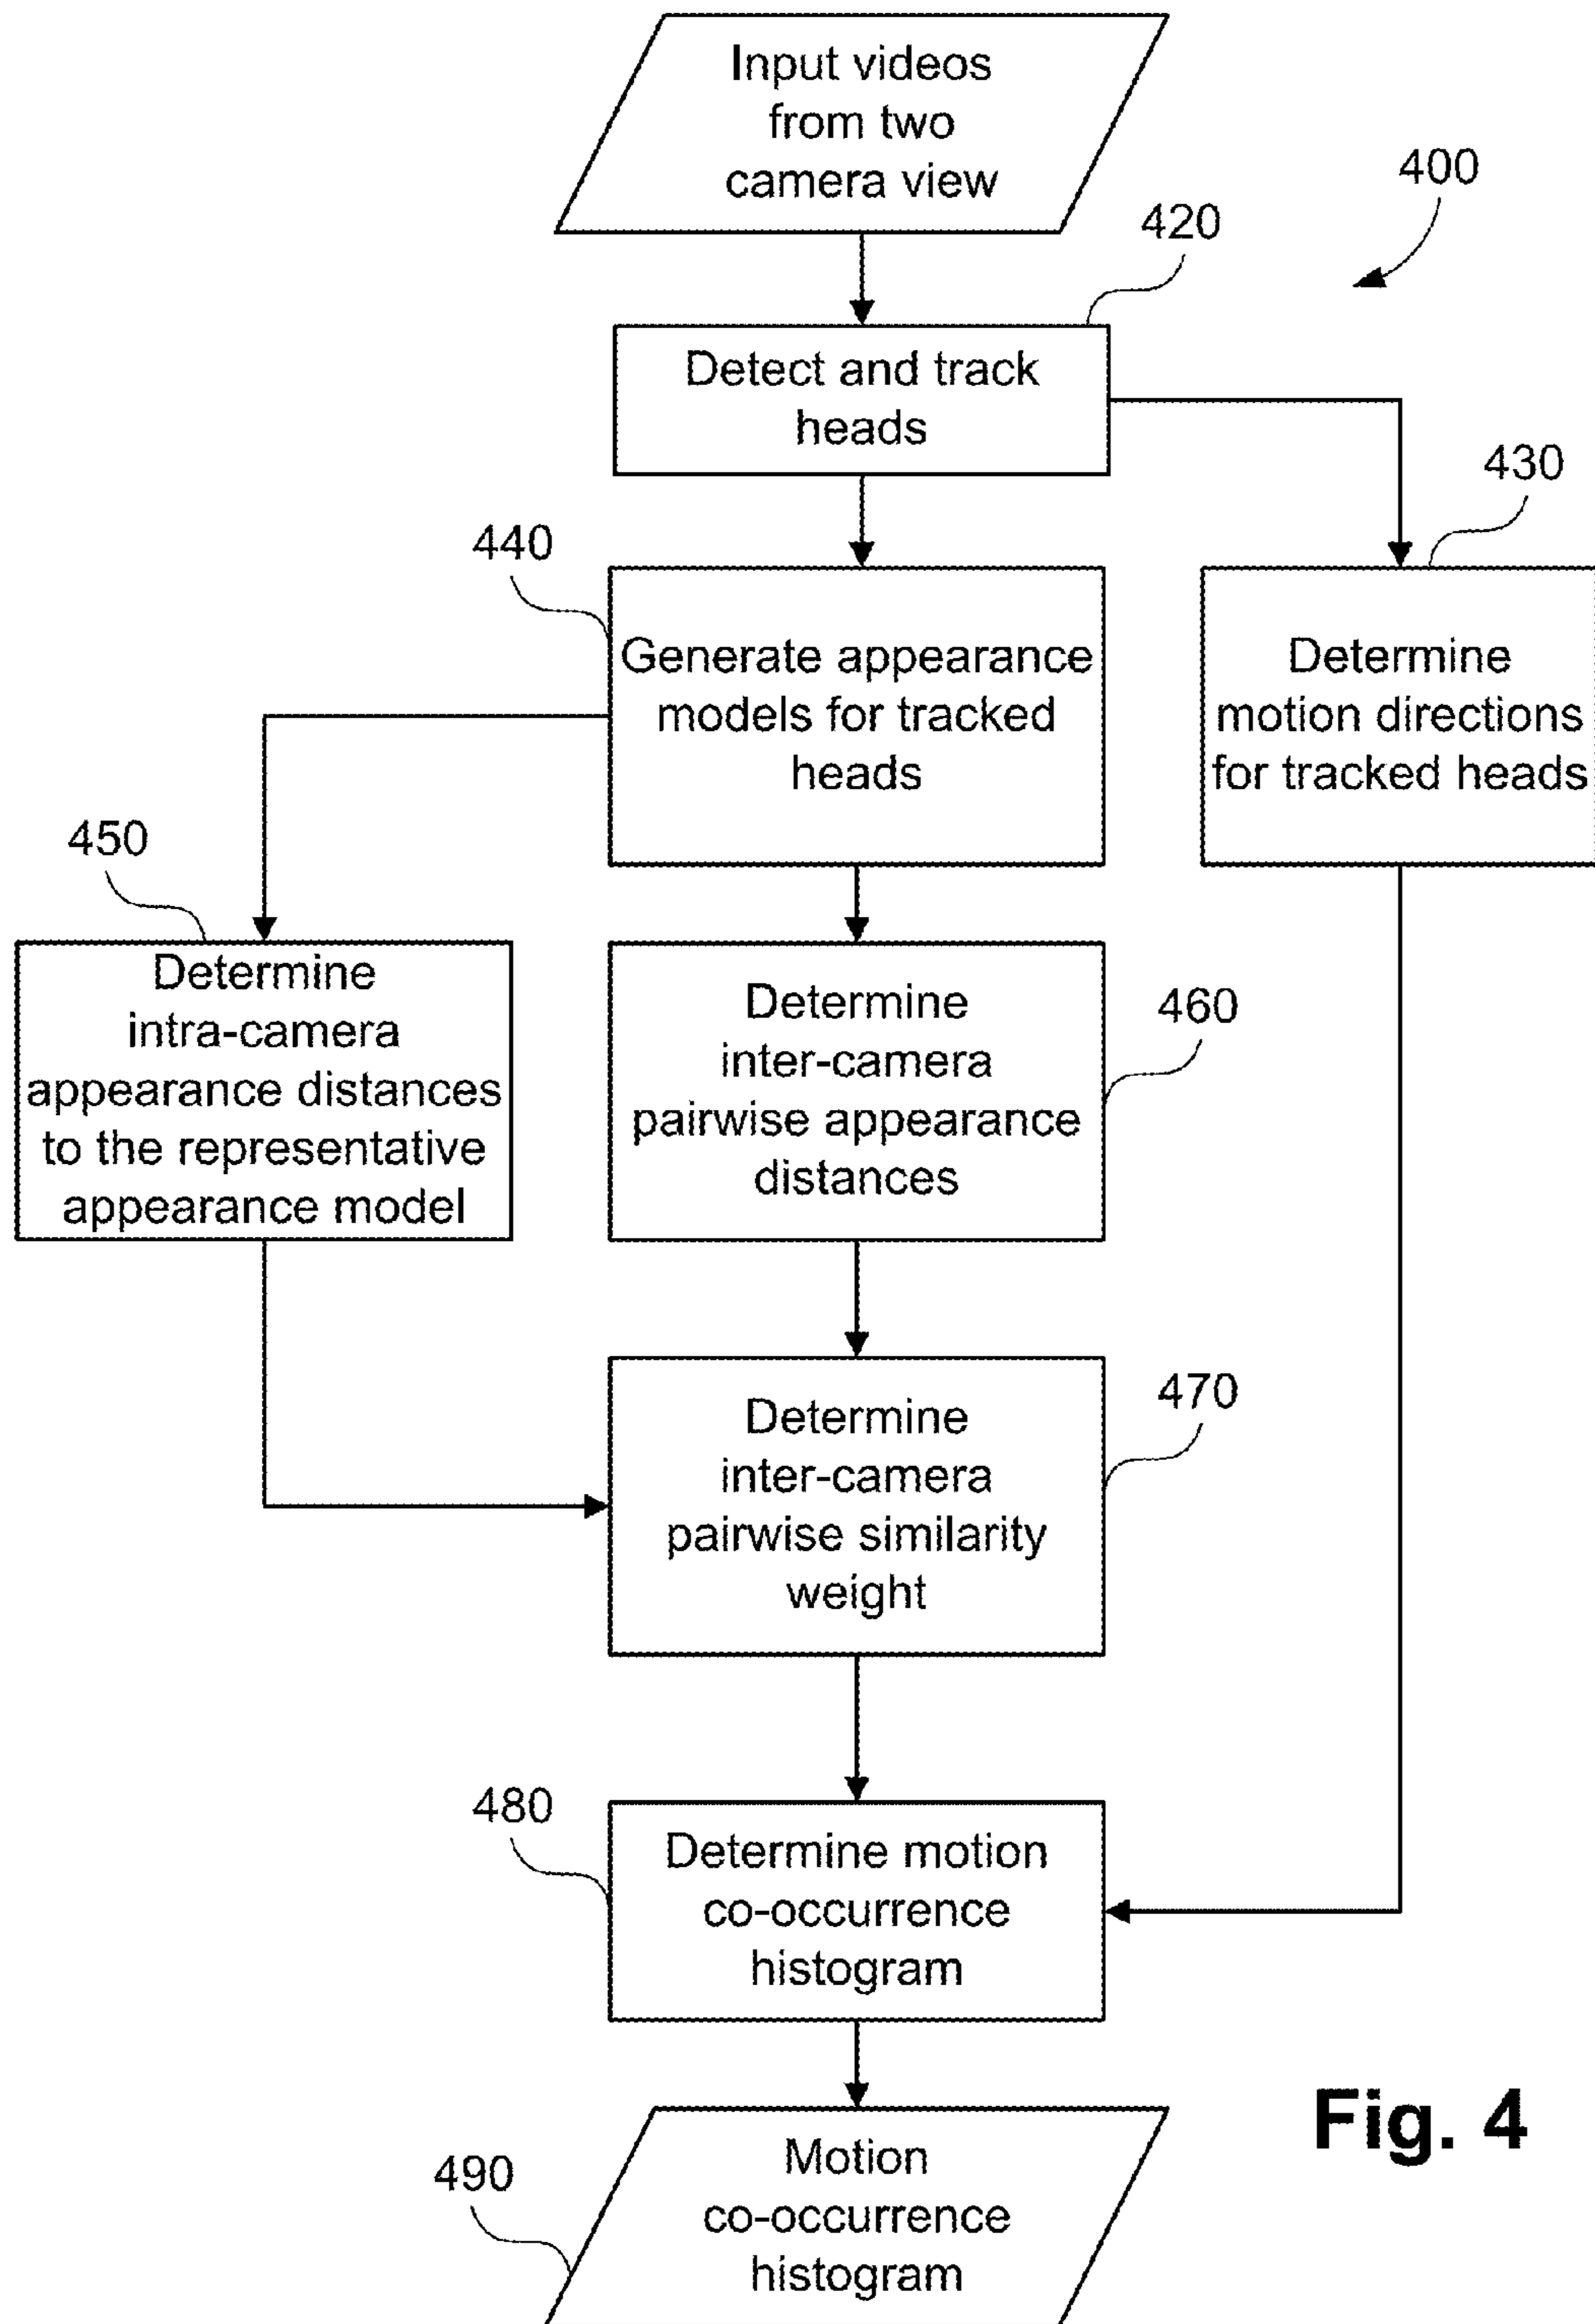 Input videos
from two
camera view
400
420
Detect and track
heads
430
440
Generate appearance
models for tracked
heads
Determine
motion directions
for tracked heads
450
Determine
intra-camera
appearance distances
to the representative
appearance model
Determine
inter-camera
pairwise appearance
distances
460
Determine
inter-camera
pairwise similarity
weight
470
480
Determine motion
co-occurrence
histogram
490
Motion
co-occurrence
histogram
Fig. 4